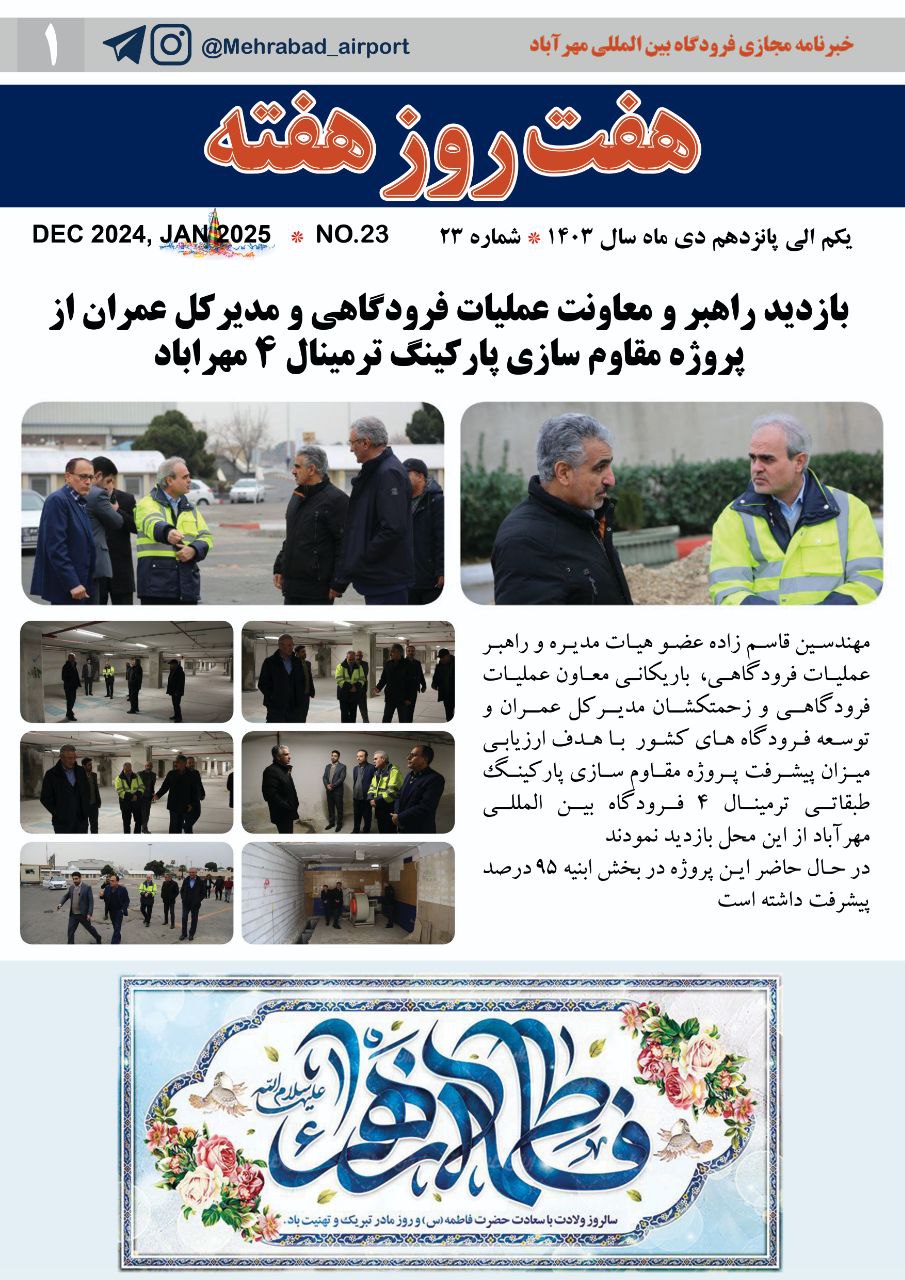 خبرنامه مجازی فرودگاه بین المللی مهرآباد
@Mehrabad_airport
۱
هفت روز هفته
یکم الی پانزدهم دی ماه سال ۱۴۰۳ * شماره ۲۳
DEC 2024, JAN 2025 * NO.23
بازدید راهبر و معاونت عملیات فرودگاهی و مدیرکل عمران از
پروژه مقاوم سازی پارکینگ ترمینال ۴ مهراباد
مهندسین قاسم زاده عضو هیات مدیره و راهبر
عملیات فرودگاهی، باریکانی معاون عملیات
فرودگاهی و زحمتکشان مدیرکل عمران و
توسعه فرودگاه های کشور با هدف ارزیابی
میزان پیشرفت پروژه مقاوم سازی پارکینگ
طبقاتی ترمینال ۴ فرودگاه بین المللی
مهرآباد از این محل بازدید نمودند
در حال حاضر این پروژه در بخش ابنیه ۹۵ درصد
پیشرفت داشته است
فاطمة الزهراء
علیها سلام الله
سالروز ولادت با سعادت حضرت فاطمه (س) و روز مادر تبریک و تهنیت باد.